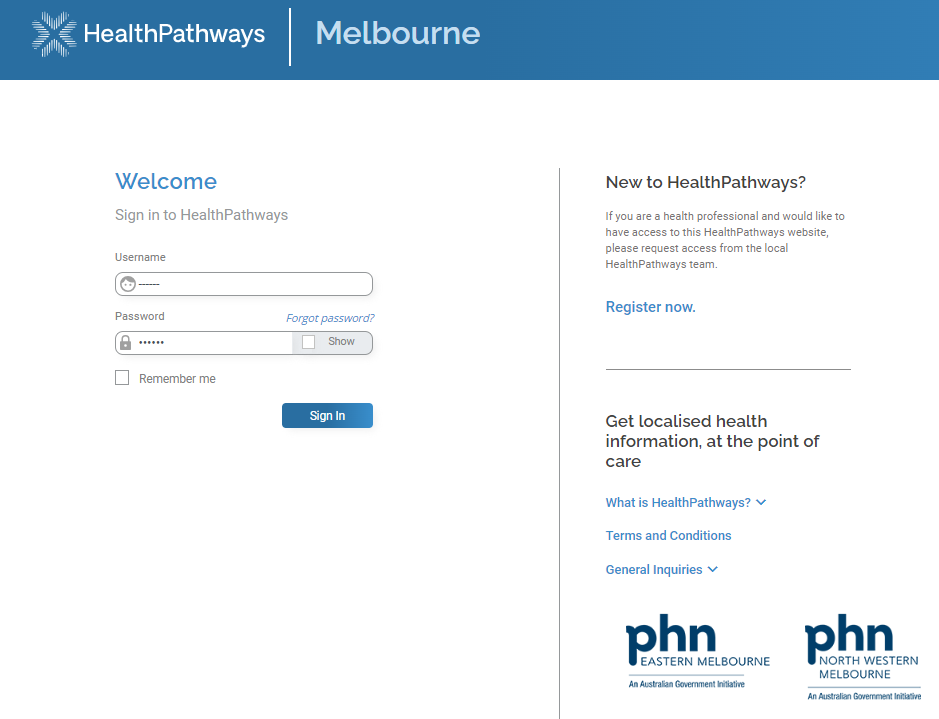 HealthPathways
Melbourne
Welcome
Sign in to HealthPathways
Username
------
Password
Forgot password?
••••••
Show
Remember me
Sign In
New to HealthPathways?
If you are a health professional and would like to
have access to this HealthPathways website,
please request access from the local
HealthPathways team.
Register now.
Get localised health
information, at the point of
care
What is HealthPathways?
Terms and Conditions
General Inquiries
phn
EASTERN MELBOURNE
An Australian Government Initiative
phn
NORTH WESTERN
MELBOURNE
An Australian Government Initiative